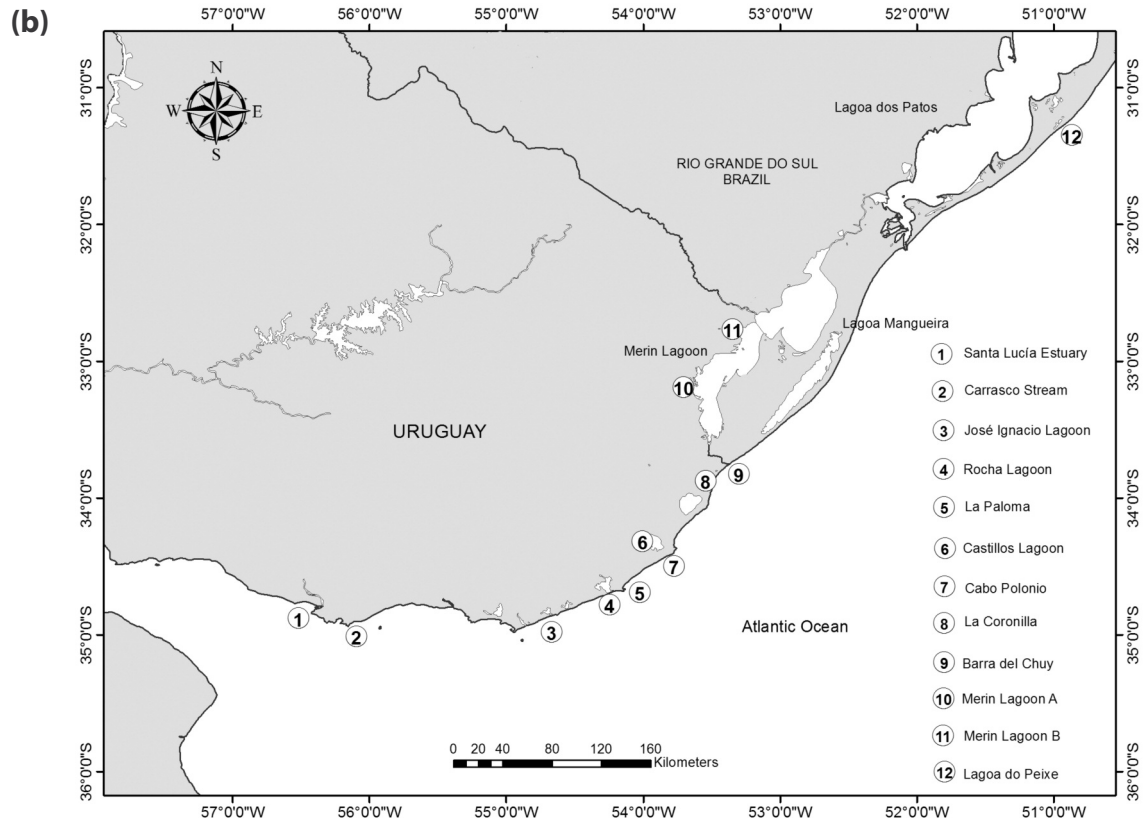 (b)
57°0'0"W 56°0'0"W 55°0'0"W 54°0'0"W 53°0'0"W 52°0'0"W 51°0'0"W
N
W E
S
31°0'0"S
32°0'0"S
33°0'0"S
34°0'0"S
35°0'0"S
36°0'0"S
Lagoa dos Patos
12
RIO GRANDE DO SUL
BRAZIL
11
Lagoa Mangueira
Merin Lagoon
10
URUGUAY
8
9
6
7
5
4
1
2
3
Atlantic Ocean
1 Santa Lucía Estuary
2 Carrasco Stream
3 José Ignacio Lagoon
4 Rocha Lagoon
5 La Paloma
6 Castillos Lagoon
7 Cabo Polonio
8 La Coronilla
9 Barra del Chuy
10 Merin Lagoon A
11 Merin Lagoon B
12 Lagoa do Peixe
0 20 40 80 120 160
Kilometers
31°0'0"S
32°0'0"S
33°0'0"S
34°0'0"S
35°0'0"S
36°0'0"S
57°0'0"W 56°0'0"W 55°0'0"W 54°0'0"W 53°0'0"W 52°0'0"W 51°0'0"W